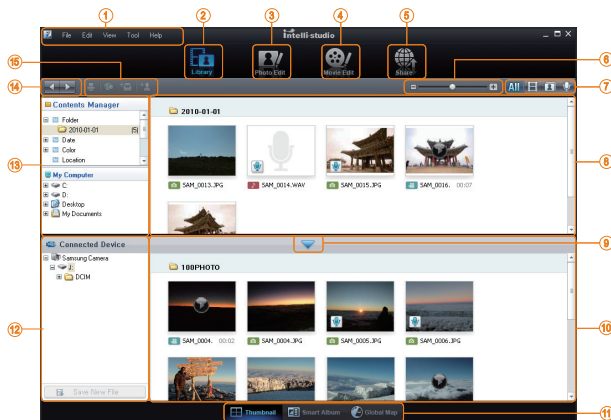 1 2 3 4 5
File Edit View Tool Help
intelli-studio
Library Photo Edit Movie Edit Share
15 6
14 All 7
Contents Manager
Folder
2010-01-01 (5)
Date
Color
Location
2010-01-01
SAM_0013.JPG SAM_0014.WAV SAM_0015.JPG SAM_0016. 00:07
13 8
My Computer
C:
D:
Desktop
My Documents
Connected Device 9
Samsung Camera
DCIM
100PHOTO
SAM_0004. 00:02 SAM_0004.JPG SAM_0005.JPG SAM_0006.JPG
12 10
Save New File
Thumbnail Smart Album Global Map 11